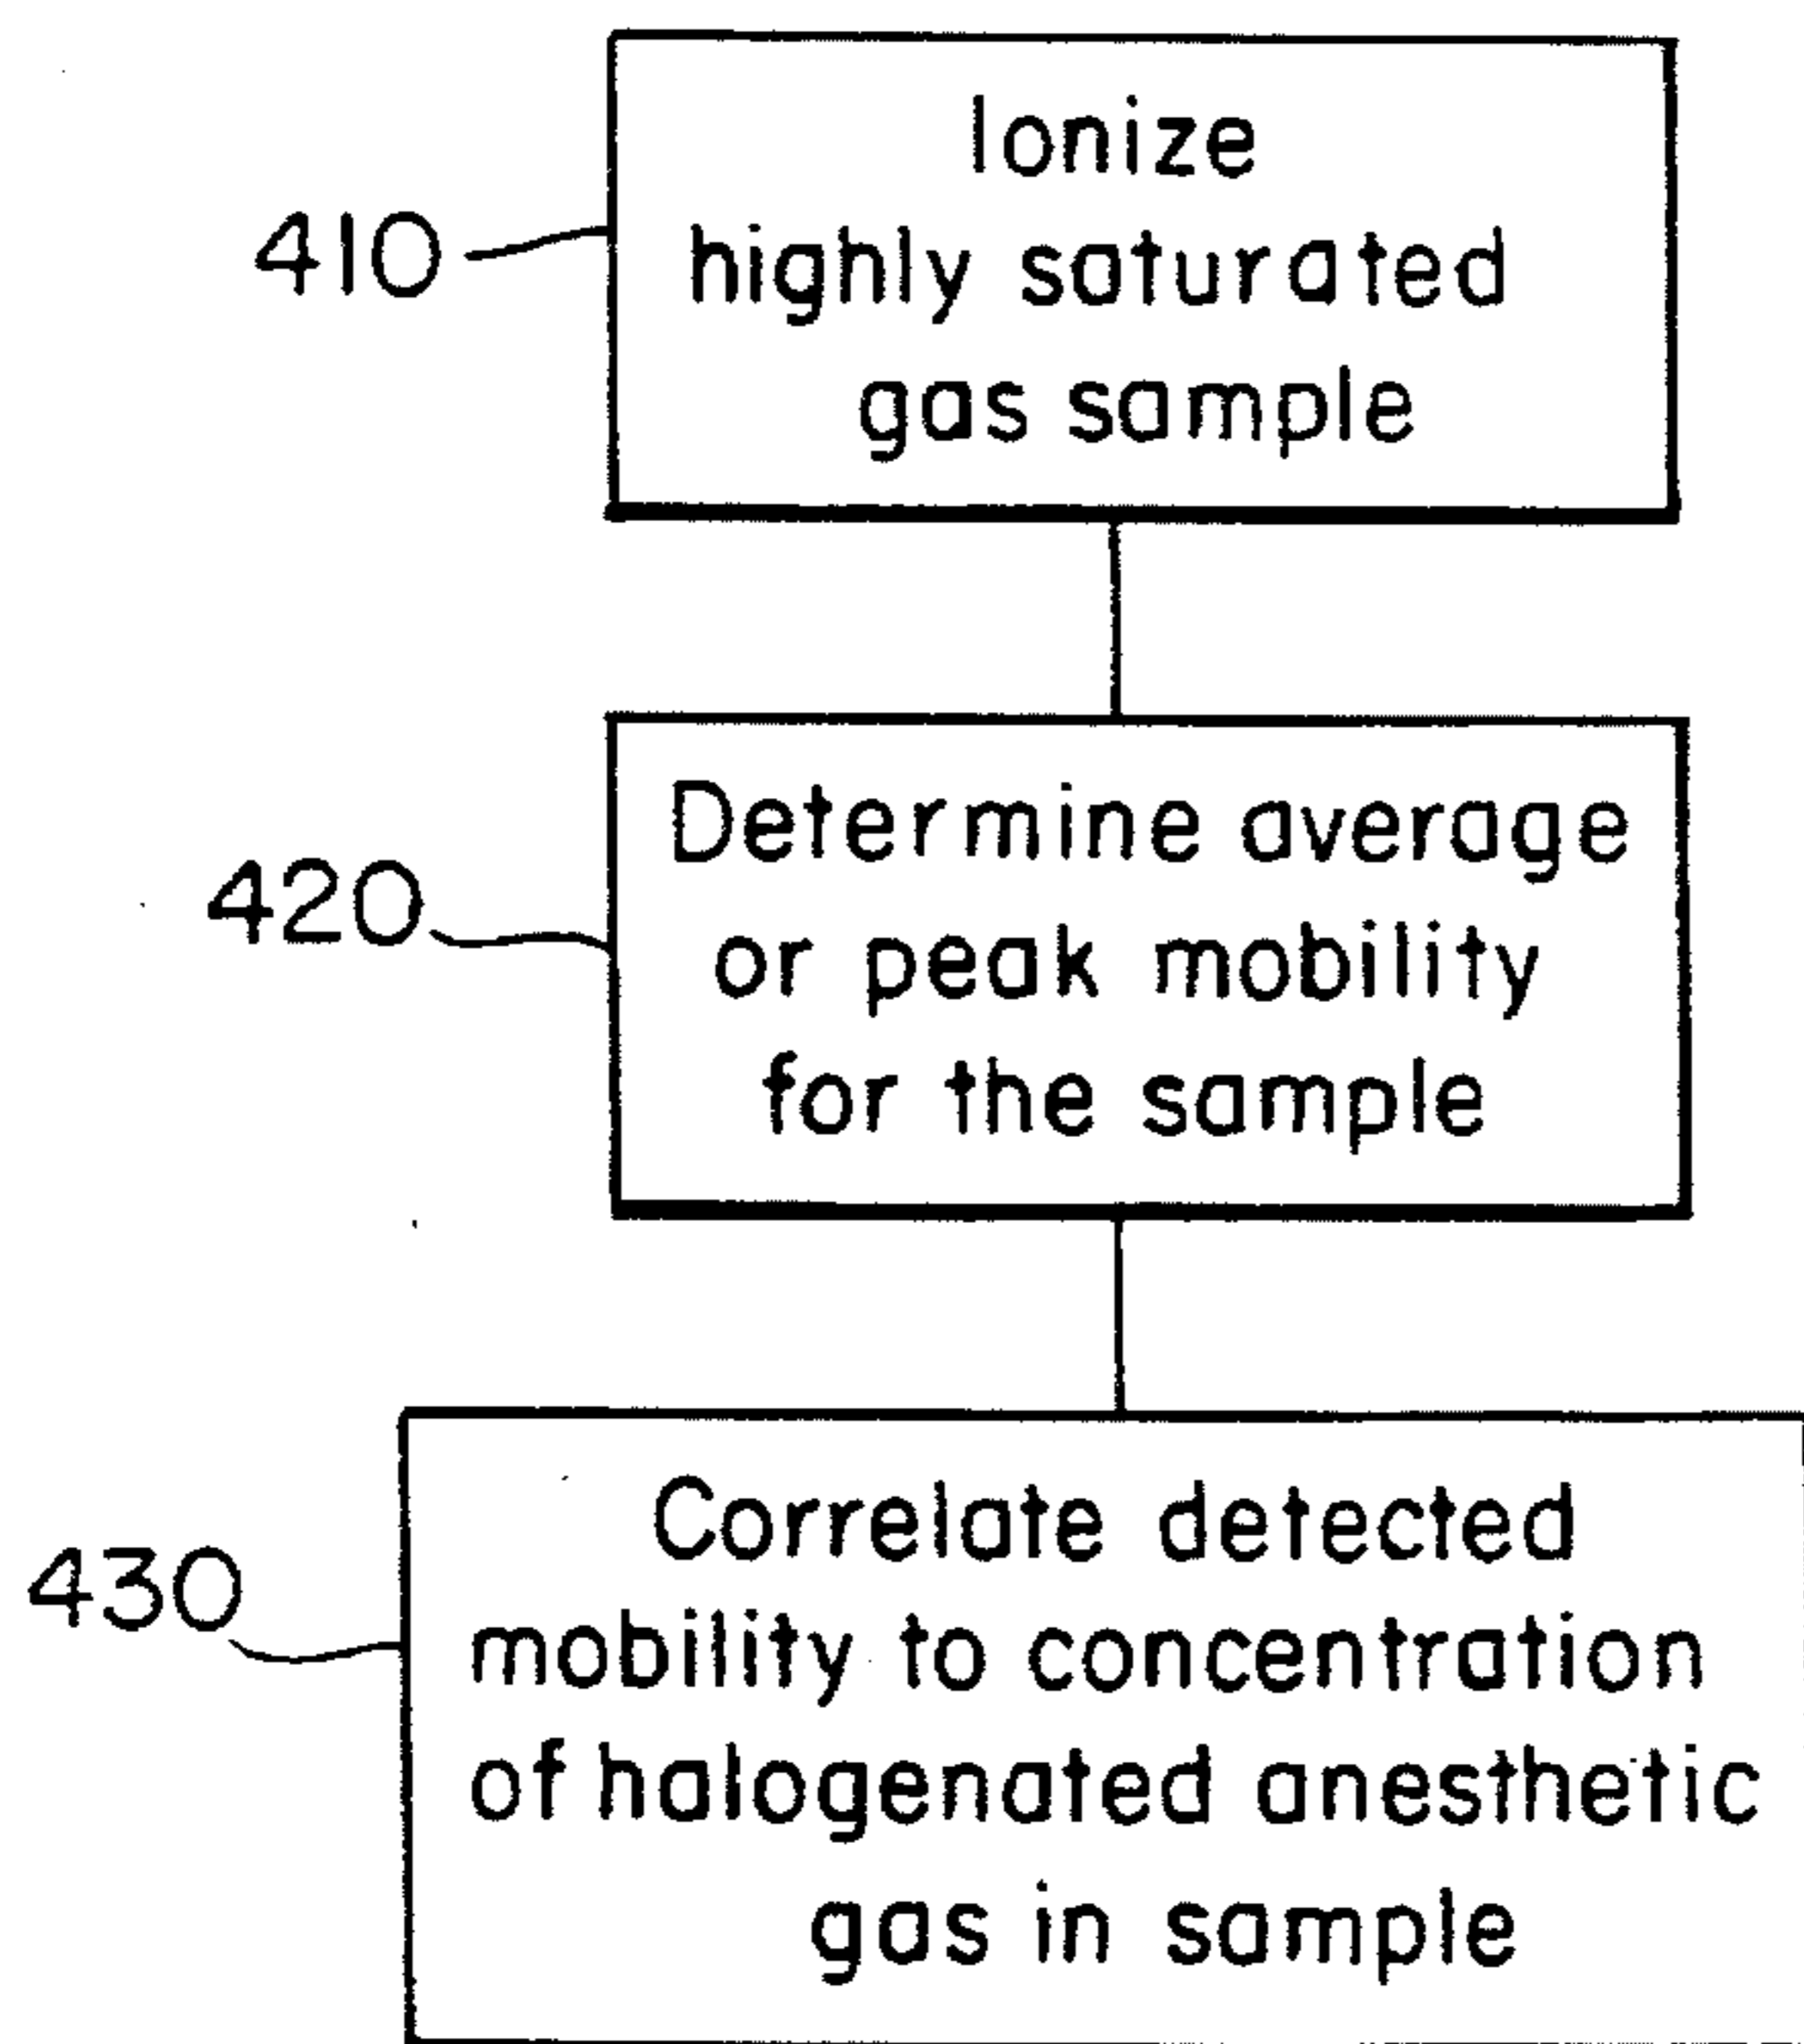 410
Ionize
highly saturated
gas sample
420
Determine average
or peak mobility
for the sample
430
Correlate detected
mobility to concentration
of halogenated anesthetic
gas in sample